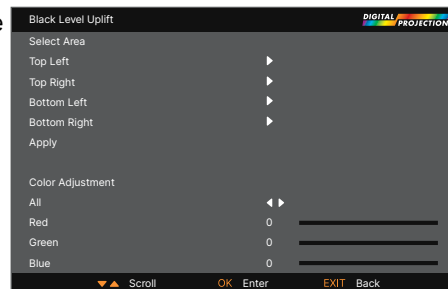 e
Black Level Uplift DIGITAL PROJECTION
Select Area
Top Left
Top Right
Bottom Left
Bottom Right
Apply
Color Adjustment
All
Red 0
Green 0
Blue 0
Scroll OK Enter EXIT Back